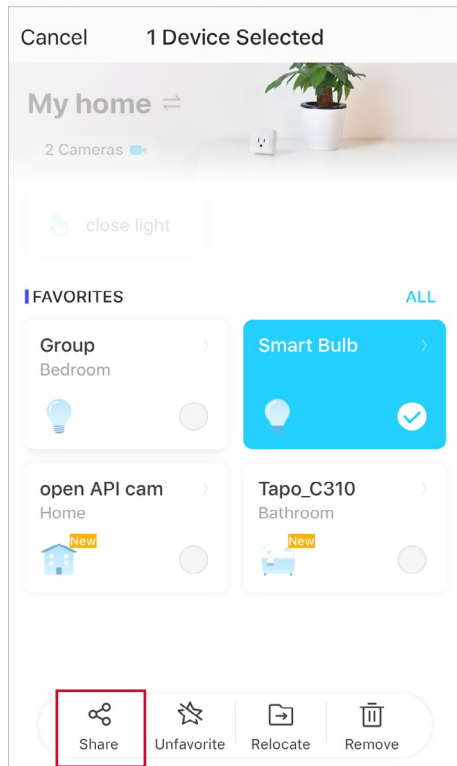 Cancel 1 Device Selected
My home
2 Cameras
close light
FAVORITES ALL
Group Smart Bulb
Bedroom
open API cam Tapo_C310
Home Bathroom
New New
Share Unfavorite Relocate Remove